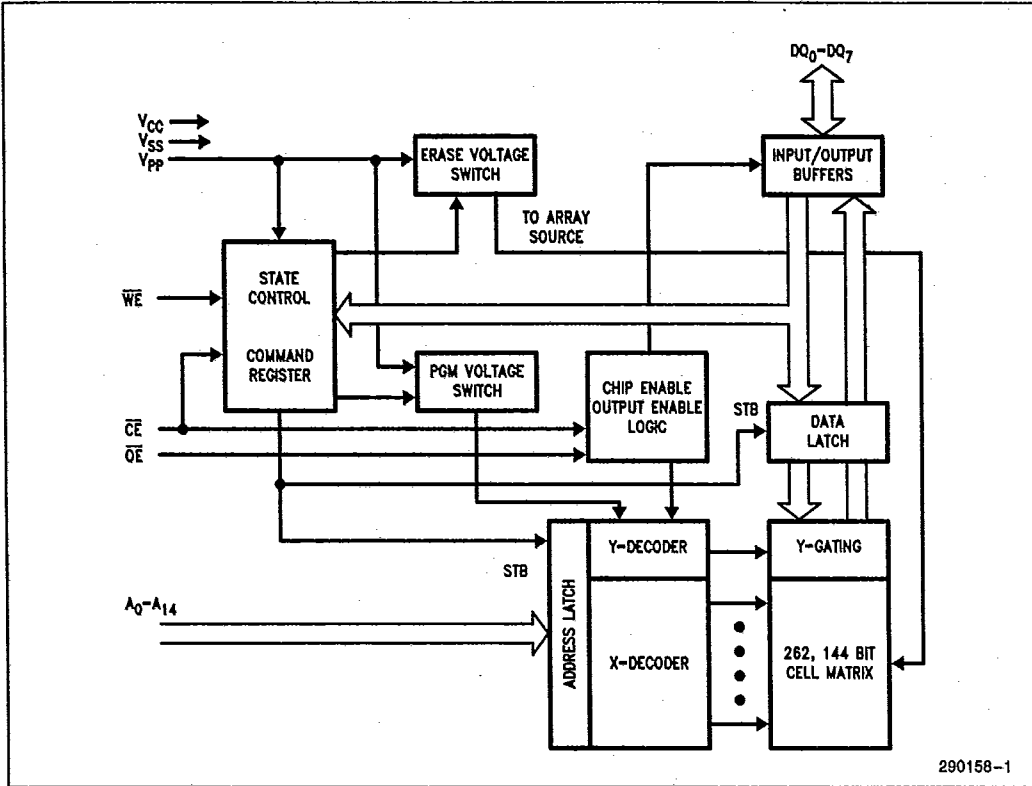 DQ0-DQ7
VCC
VSS
VPP
ERASE VOLTAGE
SWITCH
INPUT/OUTPUT
BUFFERS
TO ARRAY
SOURCE
STATE
CONTROL
COMMAND
REGISTER
WE
PGM VOLTAGE
SWITCH
CHIP ENABLE
OUTPUT ENABLE
LOGIC
STB
DATA
LATCH
CE
OE
STB
ADDRESS LATCH
Y-DECODER
Y-GATING
A0-A14
X-DECODER
262, 144 BIT
CELL MATRIX
290158-1